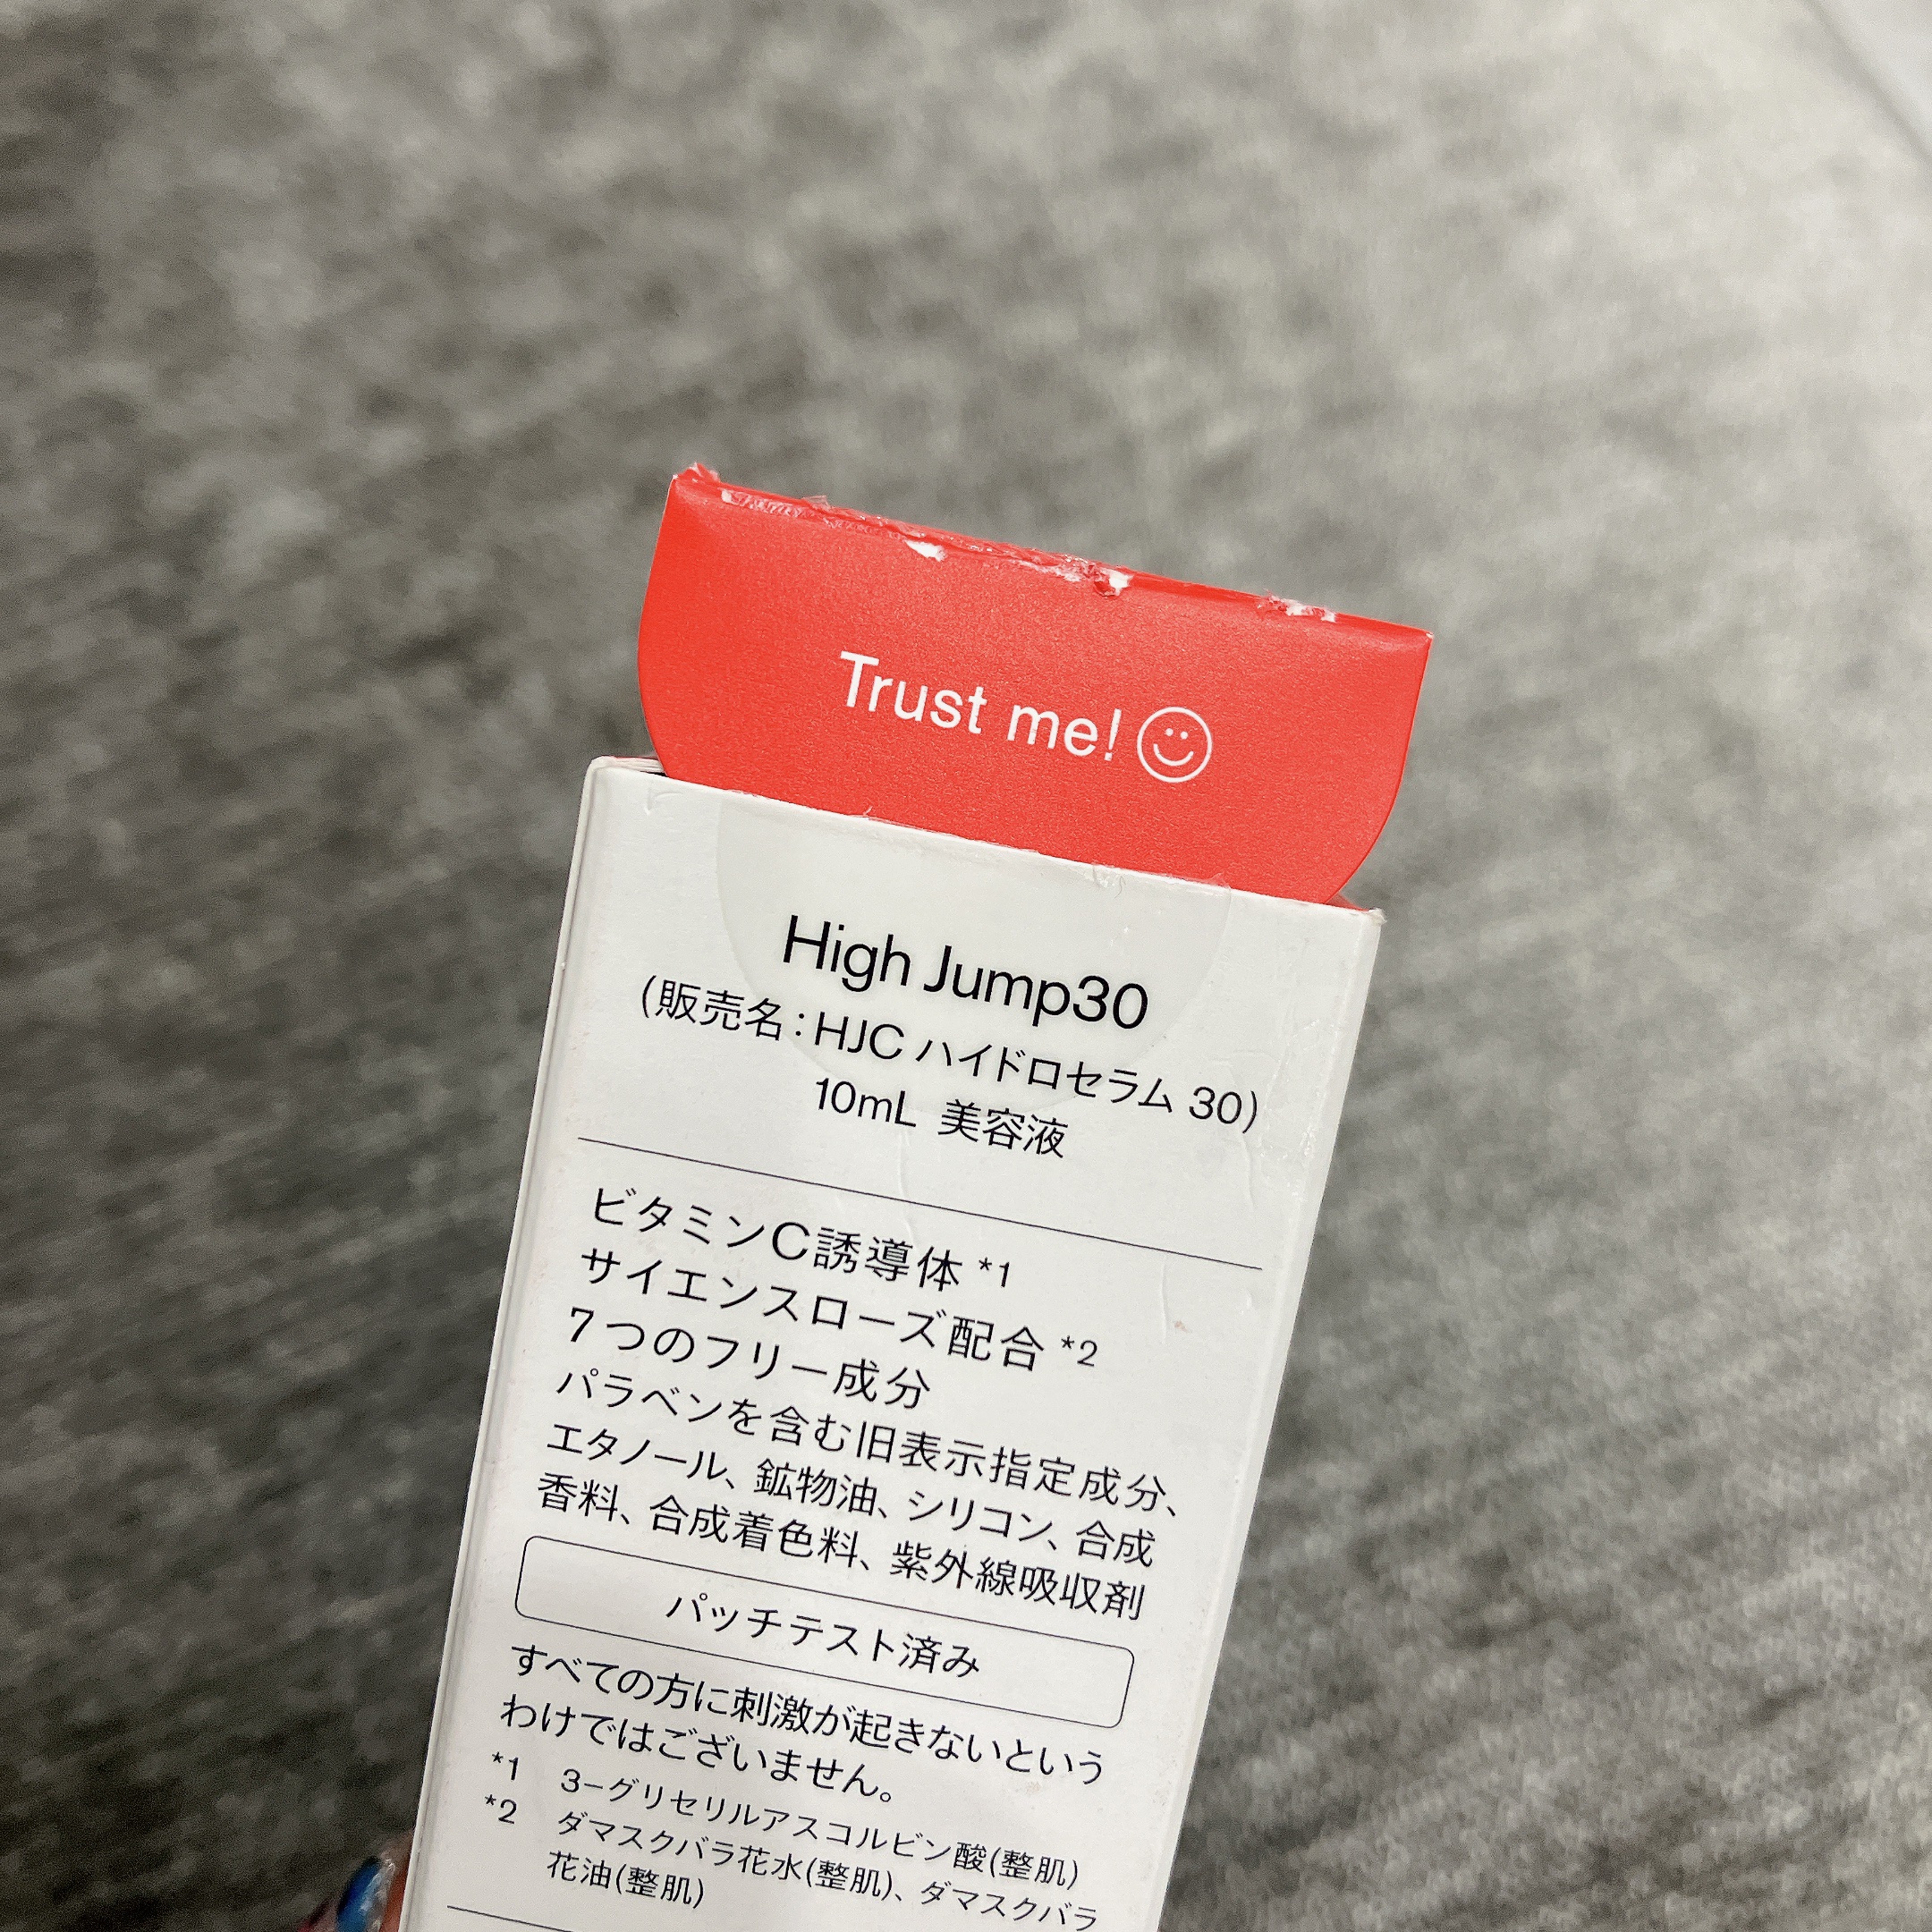 Trust me!
High Jump30
(販売名：HJC ハイドロセラム 30)
10mL 美容液
ビタミンC誘導体 *1
サイエンスローズ配合 *2
7つのフリー成分
パラベンを含む旧表示指定成分、
エタノール、鉱物油、シリコン、合成
香料、合成着色料、紫外線吸収剤
パッチテスト済み
すべての方に刺激が起きないという
わけではございません。
*1 3−グリセリルアスコルビン酸(整肌)
*2 ダマスクバラ花水(整肌)、ダマスクバラ
花油(整肌)